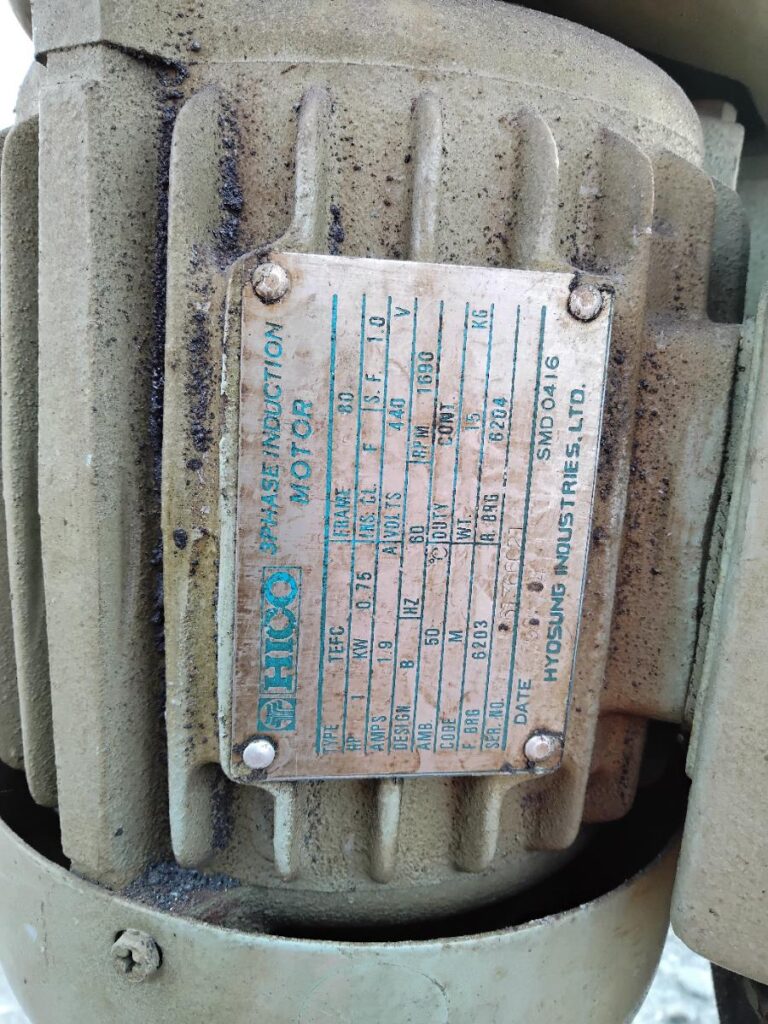 HICO 3PHASE INDUCTION
MOTOR
TYPE TEFC FRAME 80
HP 1 KW 0.75 INS. CL. F S. F. 1.0
AMPS 1.9 A VOLTS 440 V
DESIGN B HZ 60 RPM 1690
AMB. 50 °C DUTY CONT.
CODE M WT. 15 KG
F. BRG 6203 R. BRG 6204
SER. NO.
DATE SMD 0416
HYOSUNG INDUSTRIES, LTD.